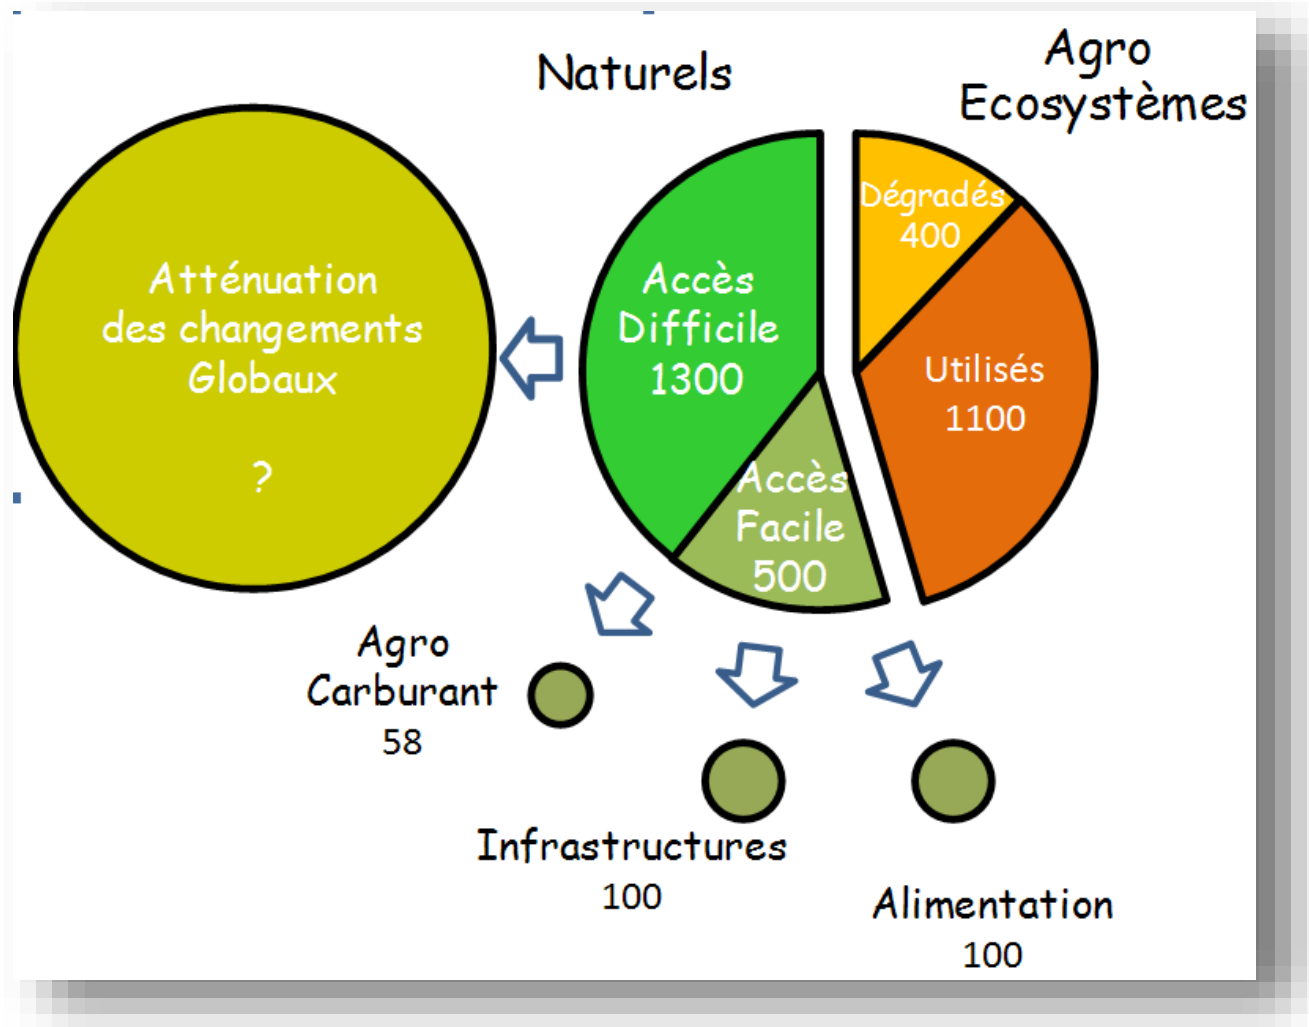 Naturels
Agro
Ecosystèmes
Dégradés
400
Utilisés
1100
Accès
Difficile
1300
Accès
Facile
500
Atténuation
des changements
Globaux
?
Agro
Carburant
58
Infrastructures
100
Alimentation
100